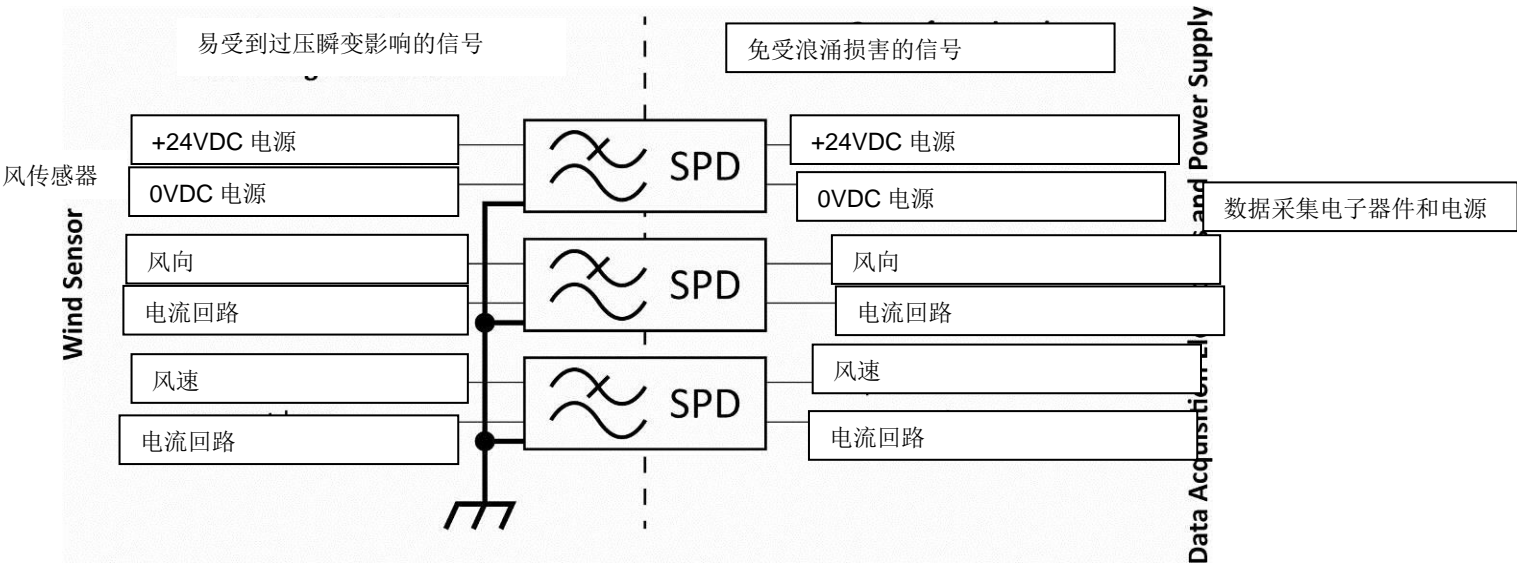 易受到过压瞬变影响的信号
免受浪涌损害的信号
+24VDC 电源
SPD
+24VDC 电源
风传感器
0VDC 电源
0VDC 电源
数据采集电子器件和电源
Wind Sensor
风向
SPD
风向
电流回路
电流回路
风速
SPD
风速
电流回路
电流回路
Data Acquisition
and Power Supply